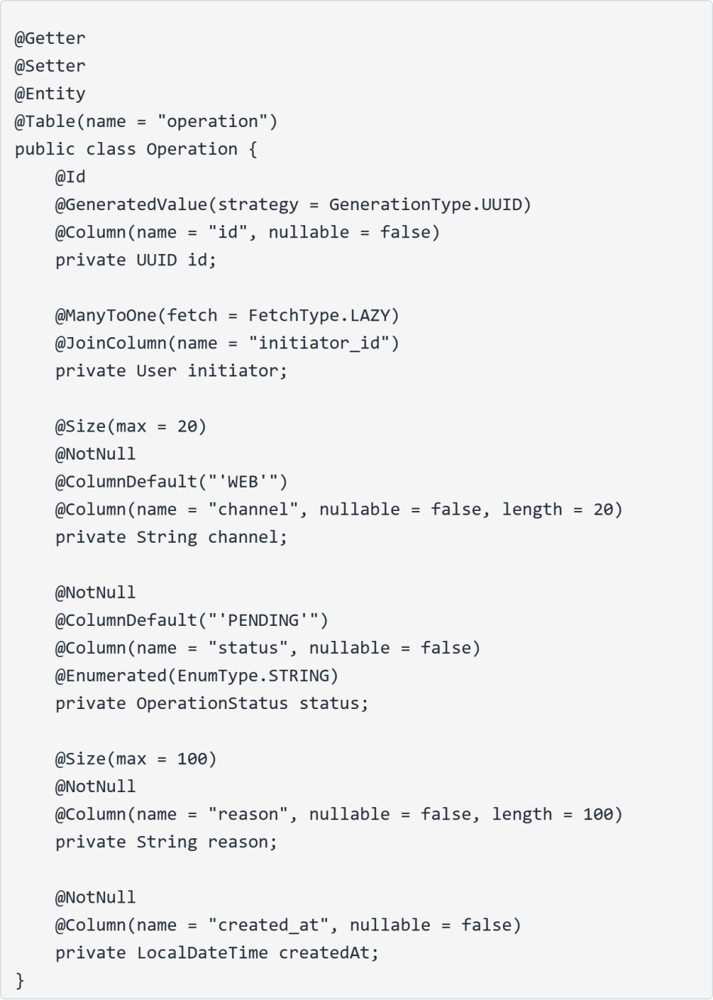 @Getter
@Setter
@Entity
@Table(name = "operation")
public class Operation {
    @Id
    @GeneratedValue(strategy = GenerationType.UUID)
    @Column(name = "id", nullable = false)
    private UUID id;

    @ManyToOne(fetch = FetchType.LAZY)
    @JoinColumn(name = "initiator_id")
    private User initiator;

    @Size(max = 20)
    @NotNull
    @ColumnDefault("'WEB'")
    @Column(name = "channel", nullable = false, length = 20)
    private String channel;

    @NotNull
    @ColumnDefault("'PENDING'")
    @Column(name = "status", nullable = false)
    @Enumerated(EnumType.STRING)
    private OperationStatus status;

    @Size(max = 100)
    @NotNull
    @Column(name = "reason", nullable = false, length = 100)
    private String reason;

    @NotNull
    @Column(name = "created_at", nullable = false)
    private LocalDateTime createdAt;
}